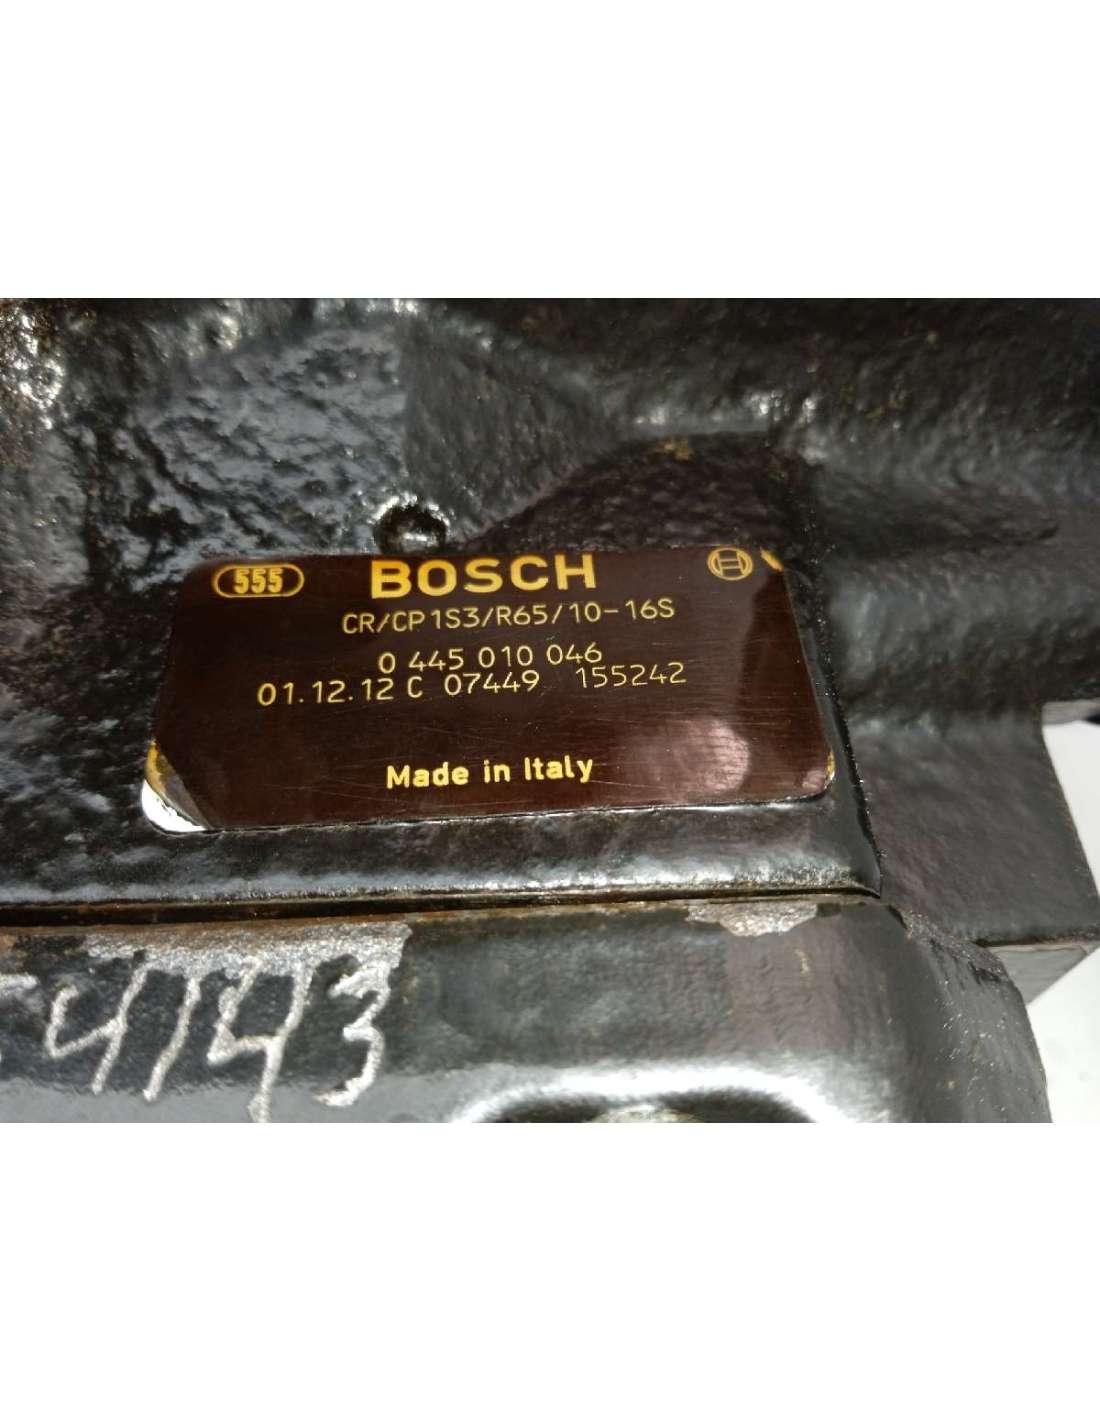 555 BOSCH
CR/CP1S3/R65/10-16S
0 445 010 046
01.12.12 C 07449 155242
Made in Italy
4143